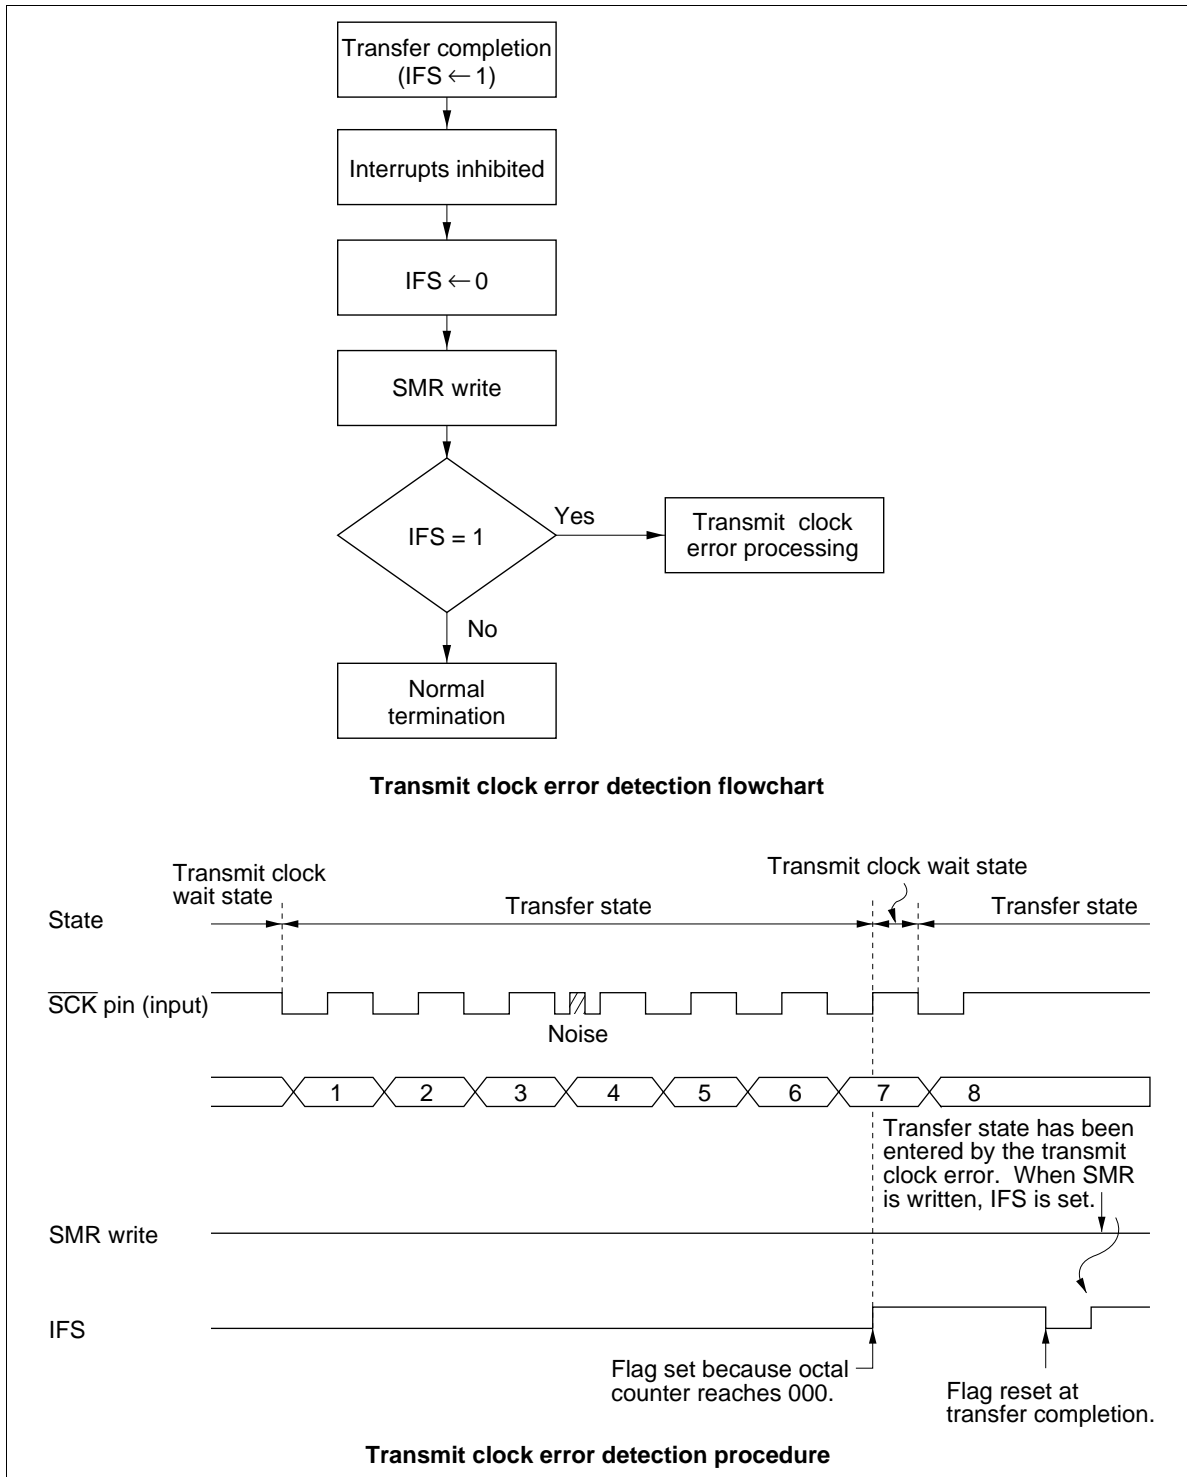 Transfer completion
(IFS ← 1)
Interrupts inhibited
IFS ← 0
SMR write
IFS = 1
Yes
Transmit clock
error processing
No
Normal
termination
Transmit clock error detection flowchart
Transmit clock
wait state
Transmit clock wait state
State
Transfer state
Transfer state
S̅C̅K̅ pin (input)
Noise
1 2 3 4 5 6 7 8
Transfer state has been
entered by the transmit
clock error. When SMR
is written, IFS is set.
SMR write
IFS
Flag set because octal
counter reaches 000.
Flag reset at
transfer completion.
Transmit clock error detection procedure